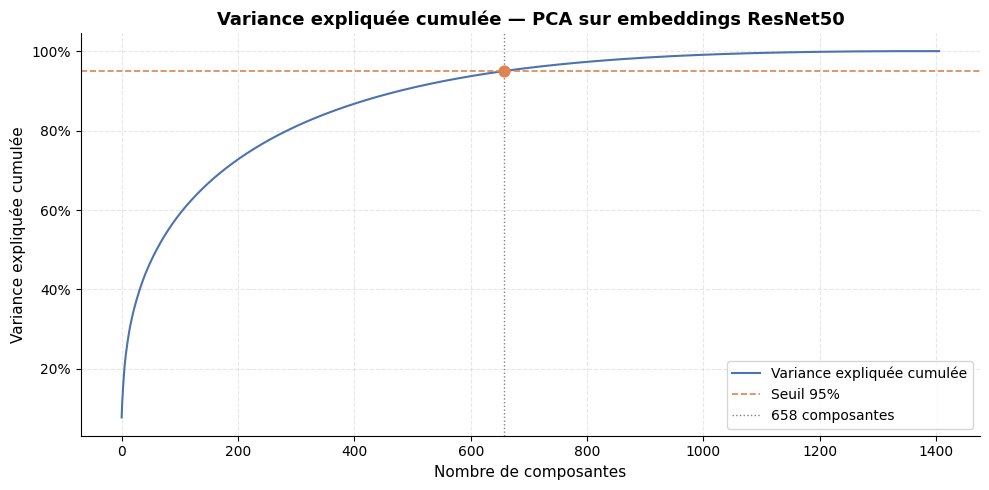 Variance expliquée cumulée — PCA sur embeddings ResNet50
Variance expliquée cumulée
100%
80%
60%
40%
20%
0 200 400 600 800 1000 1200 1400
Nombre de composantes
Variance expliquée cumulée
Seuil 95%
658 composantes